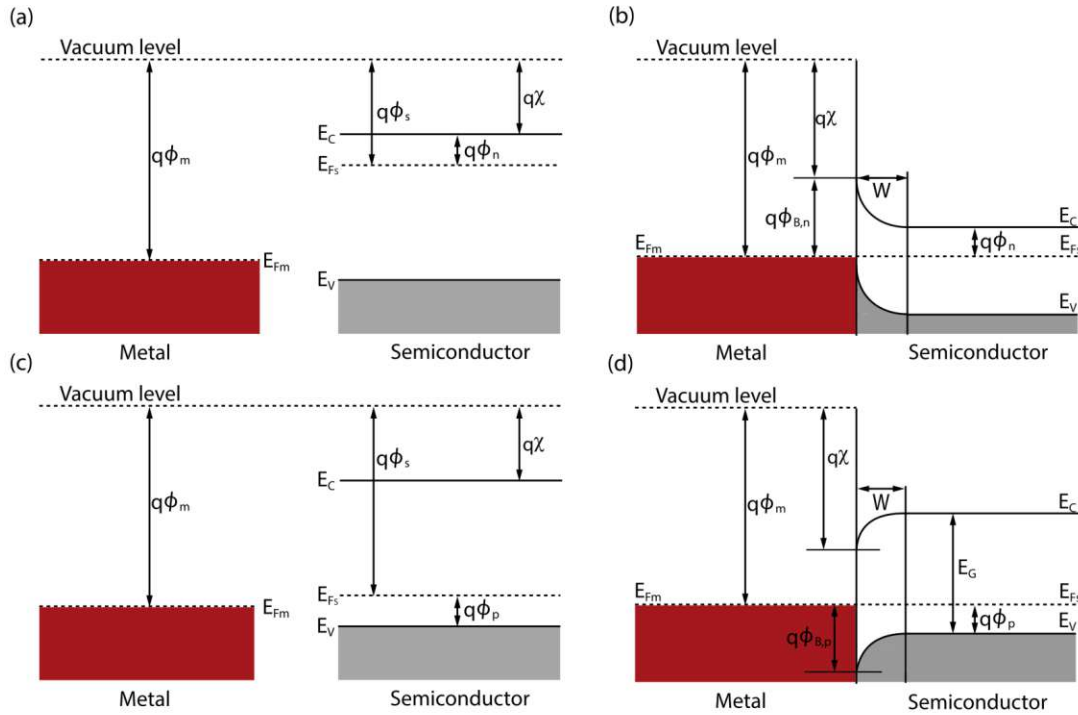 (a)
Vacuum level
qϕm
qϕs
qχ
EC
qϕn
EFs
EFm
EV
Metal
Semiconductor
(b)
Vacuum level
qχ
qϕm
W
qϕB,n
EC
qϕn
EFs
EFm
EV
Metal
Semiconductor
(c)
Vacuum level
qϕm
qϕs
qχ
EC
EFs
EFm
qϕp
EV
Metal
Semiconductor
(d)
Vacuum level
qχ
qϕm
W
EC
EG
EFm
EFs
qϕp
EV
qϕB,p
Metal
Semiconductor